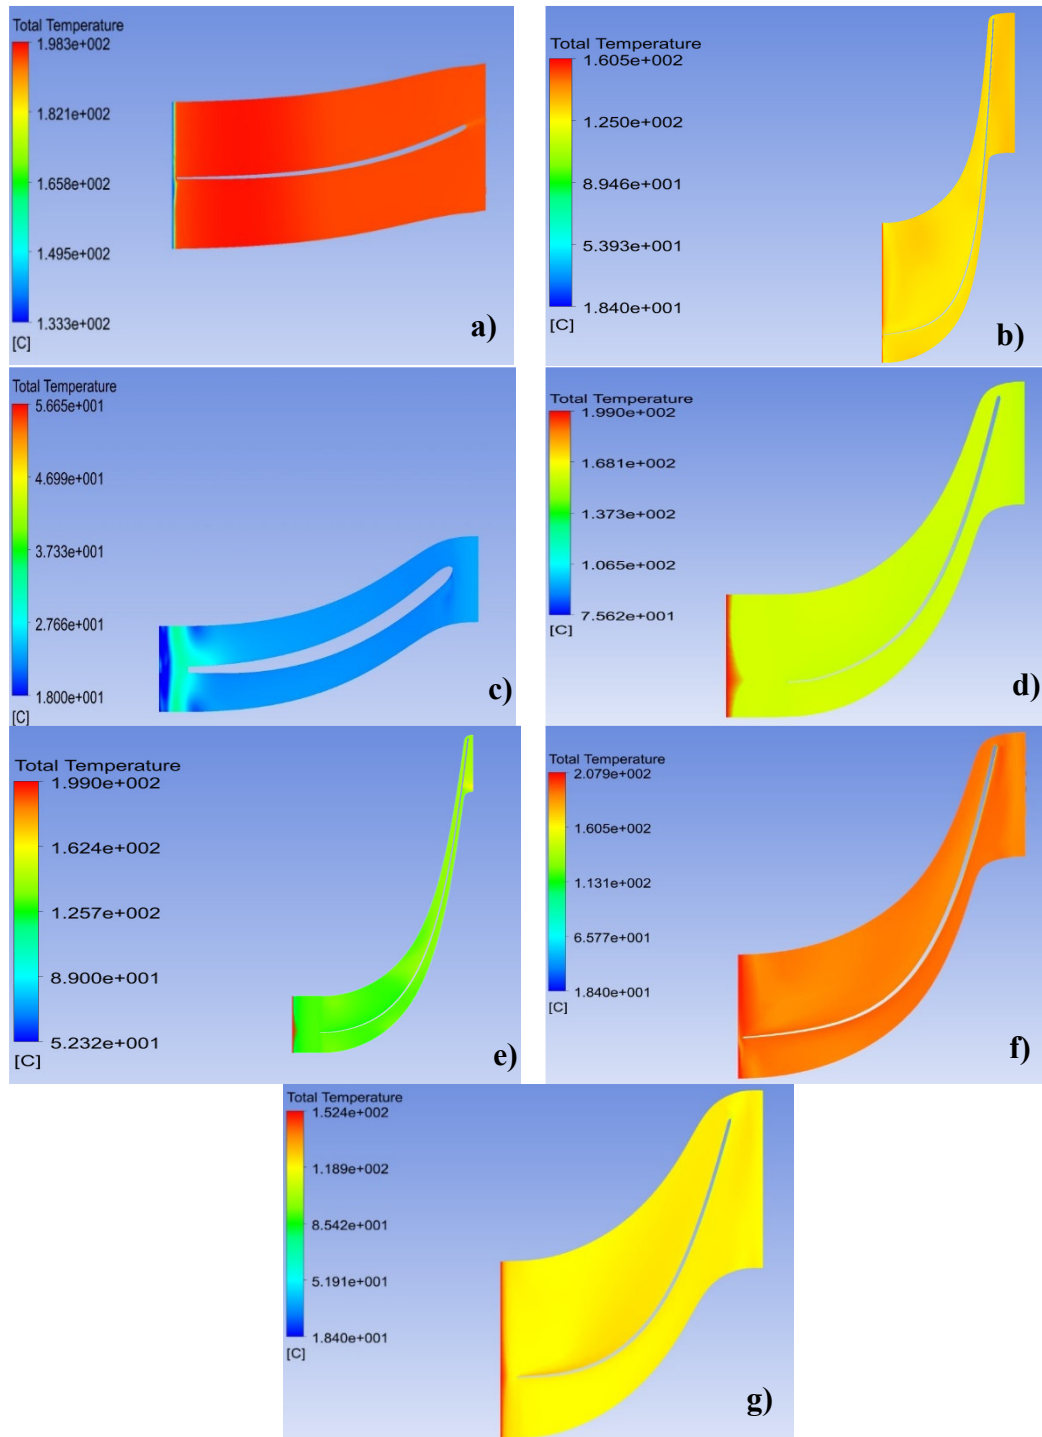 Total Temperature
1.983e+002
1.821e+002
1.658e+002
1.495e+002
1.333e+002
[C]
a)
Total Temperature
1.605e+002
1.250e+002
8.946e+001
5.393e+001
1.840e+001
[C]
b)
Total Temperature
5.665e+001
4.699e+001
3.733e+001
2.766e+001
1.800e+001
[C]
c)
Total Temperature
1.990e+002
1.681e+002
1.373e+002
1.065e+002
7.562e+001
[C]
d)
Total Temperature
1.990e+002
1.624e+002
1.257e+002
8.900e+001
5.232e+001
[C]
e)
Total Temperature
2.079e+002
1.605e+002
1.131e+002
6.577e+001
1.840e+001
[C]
f)
Total Temperature
1.524e+002
1.189e+002
8.542e+001
5.191e+001
1.840e+001
[C]
g)